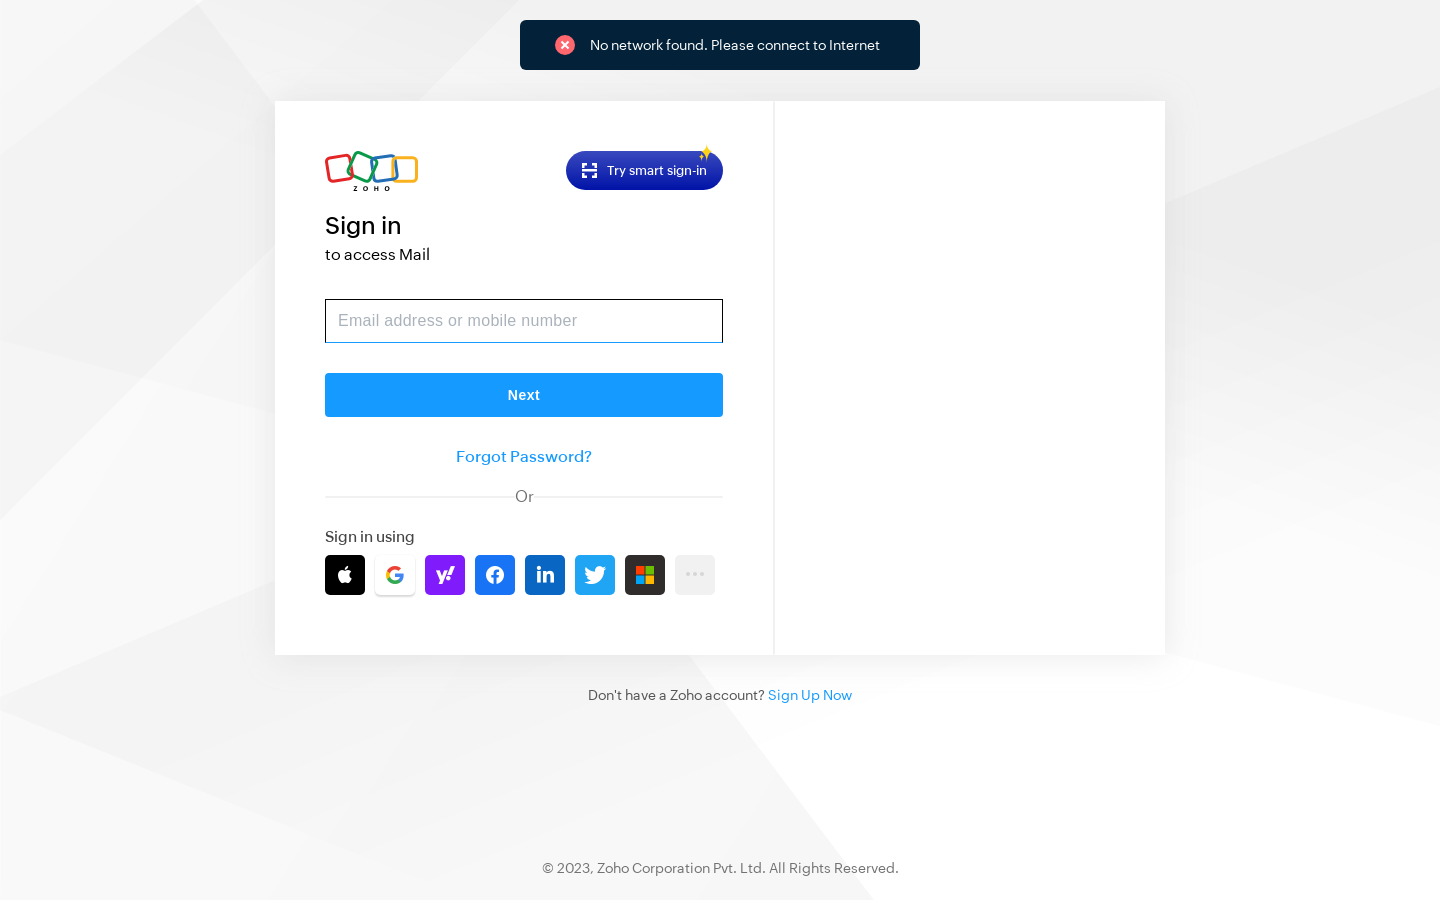 No network found. Please connect to Internet
ZOHO
Try smart sign-in
Sign in
to access Mail
Email address or mobile number
Next
Forgot Password?
Or
Sign in using
Don't have a Zoho account? Sign Up Now
© 2023, Zoho Corporation Pvt. Ltd. All Rights Reserved.